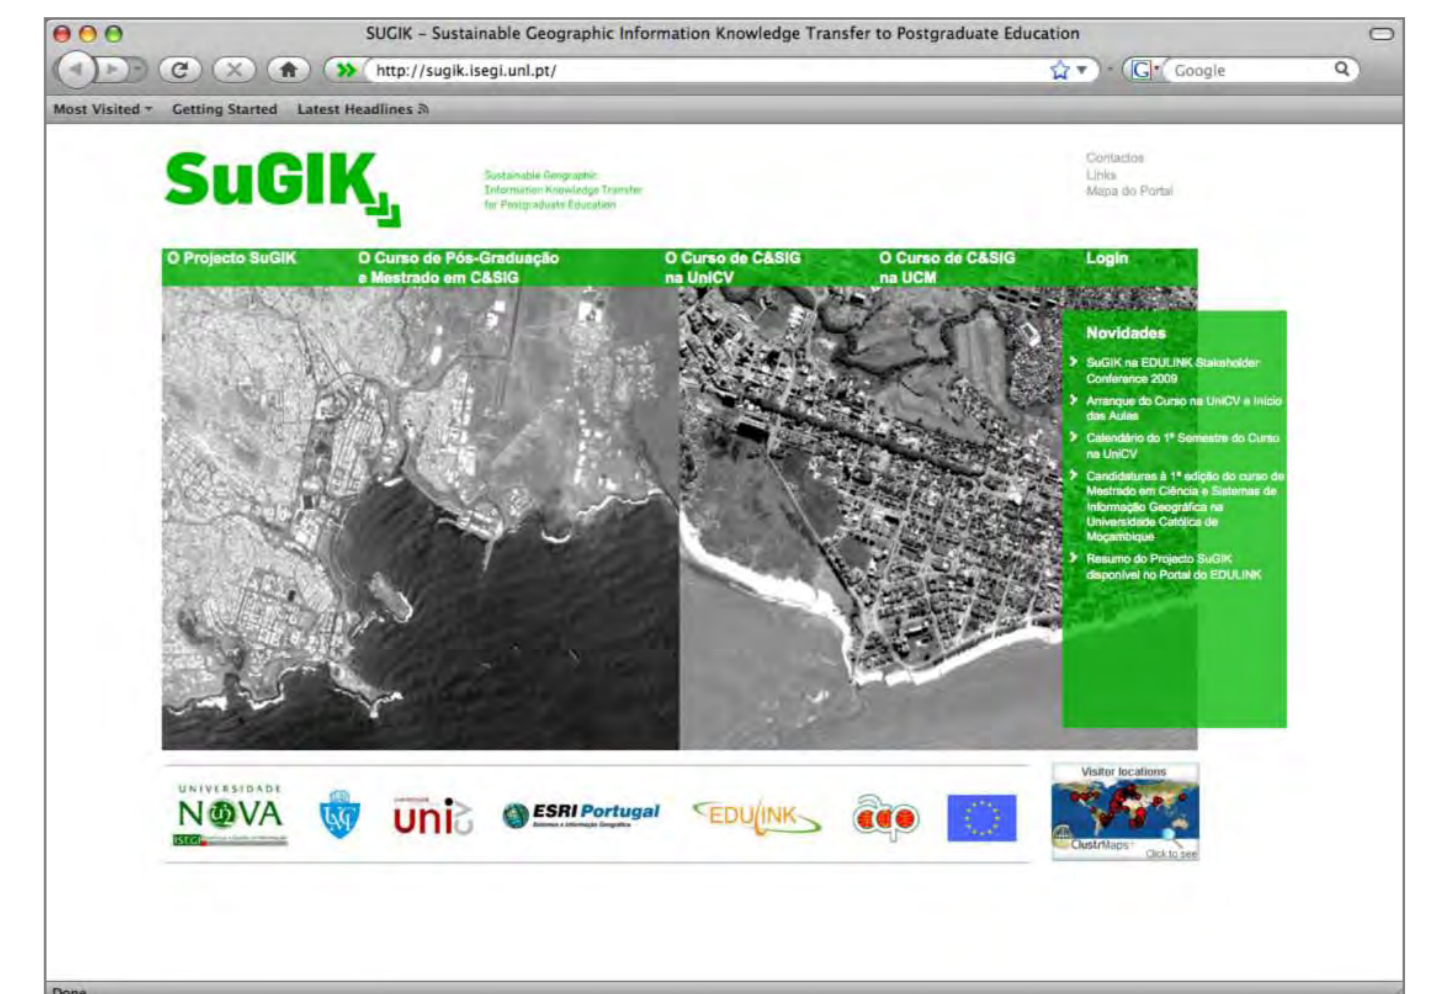 SUGIK – Sustainable Geographic Information Knowledge Transfer to Postgraduate Education
http://sugik.isegi.unl.pt/
Google
Most Visited Getting Started Latest Headlines
SuGIK
Sustainable Geographic
Information Knowledge Transfer
for Postgraduate Education
Contactos
Links
Mapa do Portal
O Projecto SuGIK
O Curso de Pós-Graduação
e Mestrado em C&SIG
O Curso de C&SIG
na UniCV
O Curso de C&SIG
na UCM
Login
Novidades
SuGIK na EDULINK Stakeholder
Conference 2009
Arranque do Curso na UniCV e Início
das Aulas
Calendário do 1º Semestre do Curso
na UniCV
Candidaturas à 1ª edição do curso de
Mestrado em Ciência e Sistemas de
Informação Geográfica na
Universidade Católica de
Moçambique
Resumo do Projecto SuGIK
disponível no Portal do EDULINK
UNIVERSIDADE
NOVA
ISEGI
uni
ESRI Portugal
Sistemas e Informação Geográfica
EDULINK
acp
Visitor locations
ClustrMaps
Click to see
Done